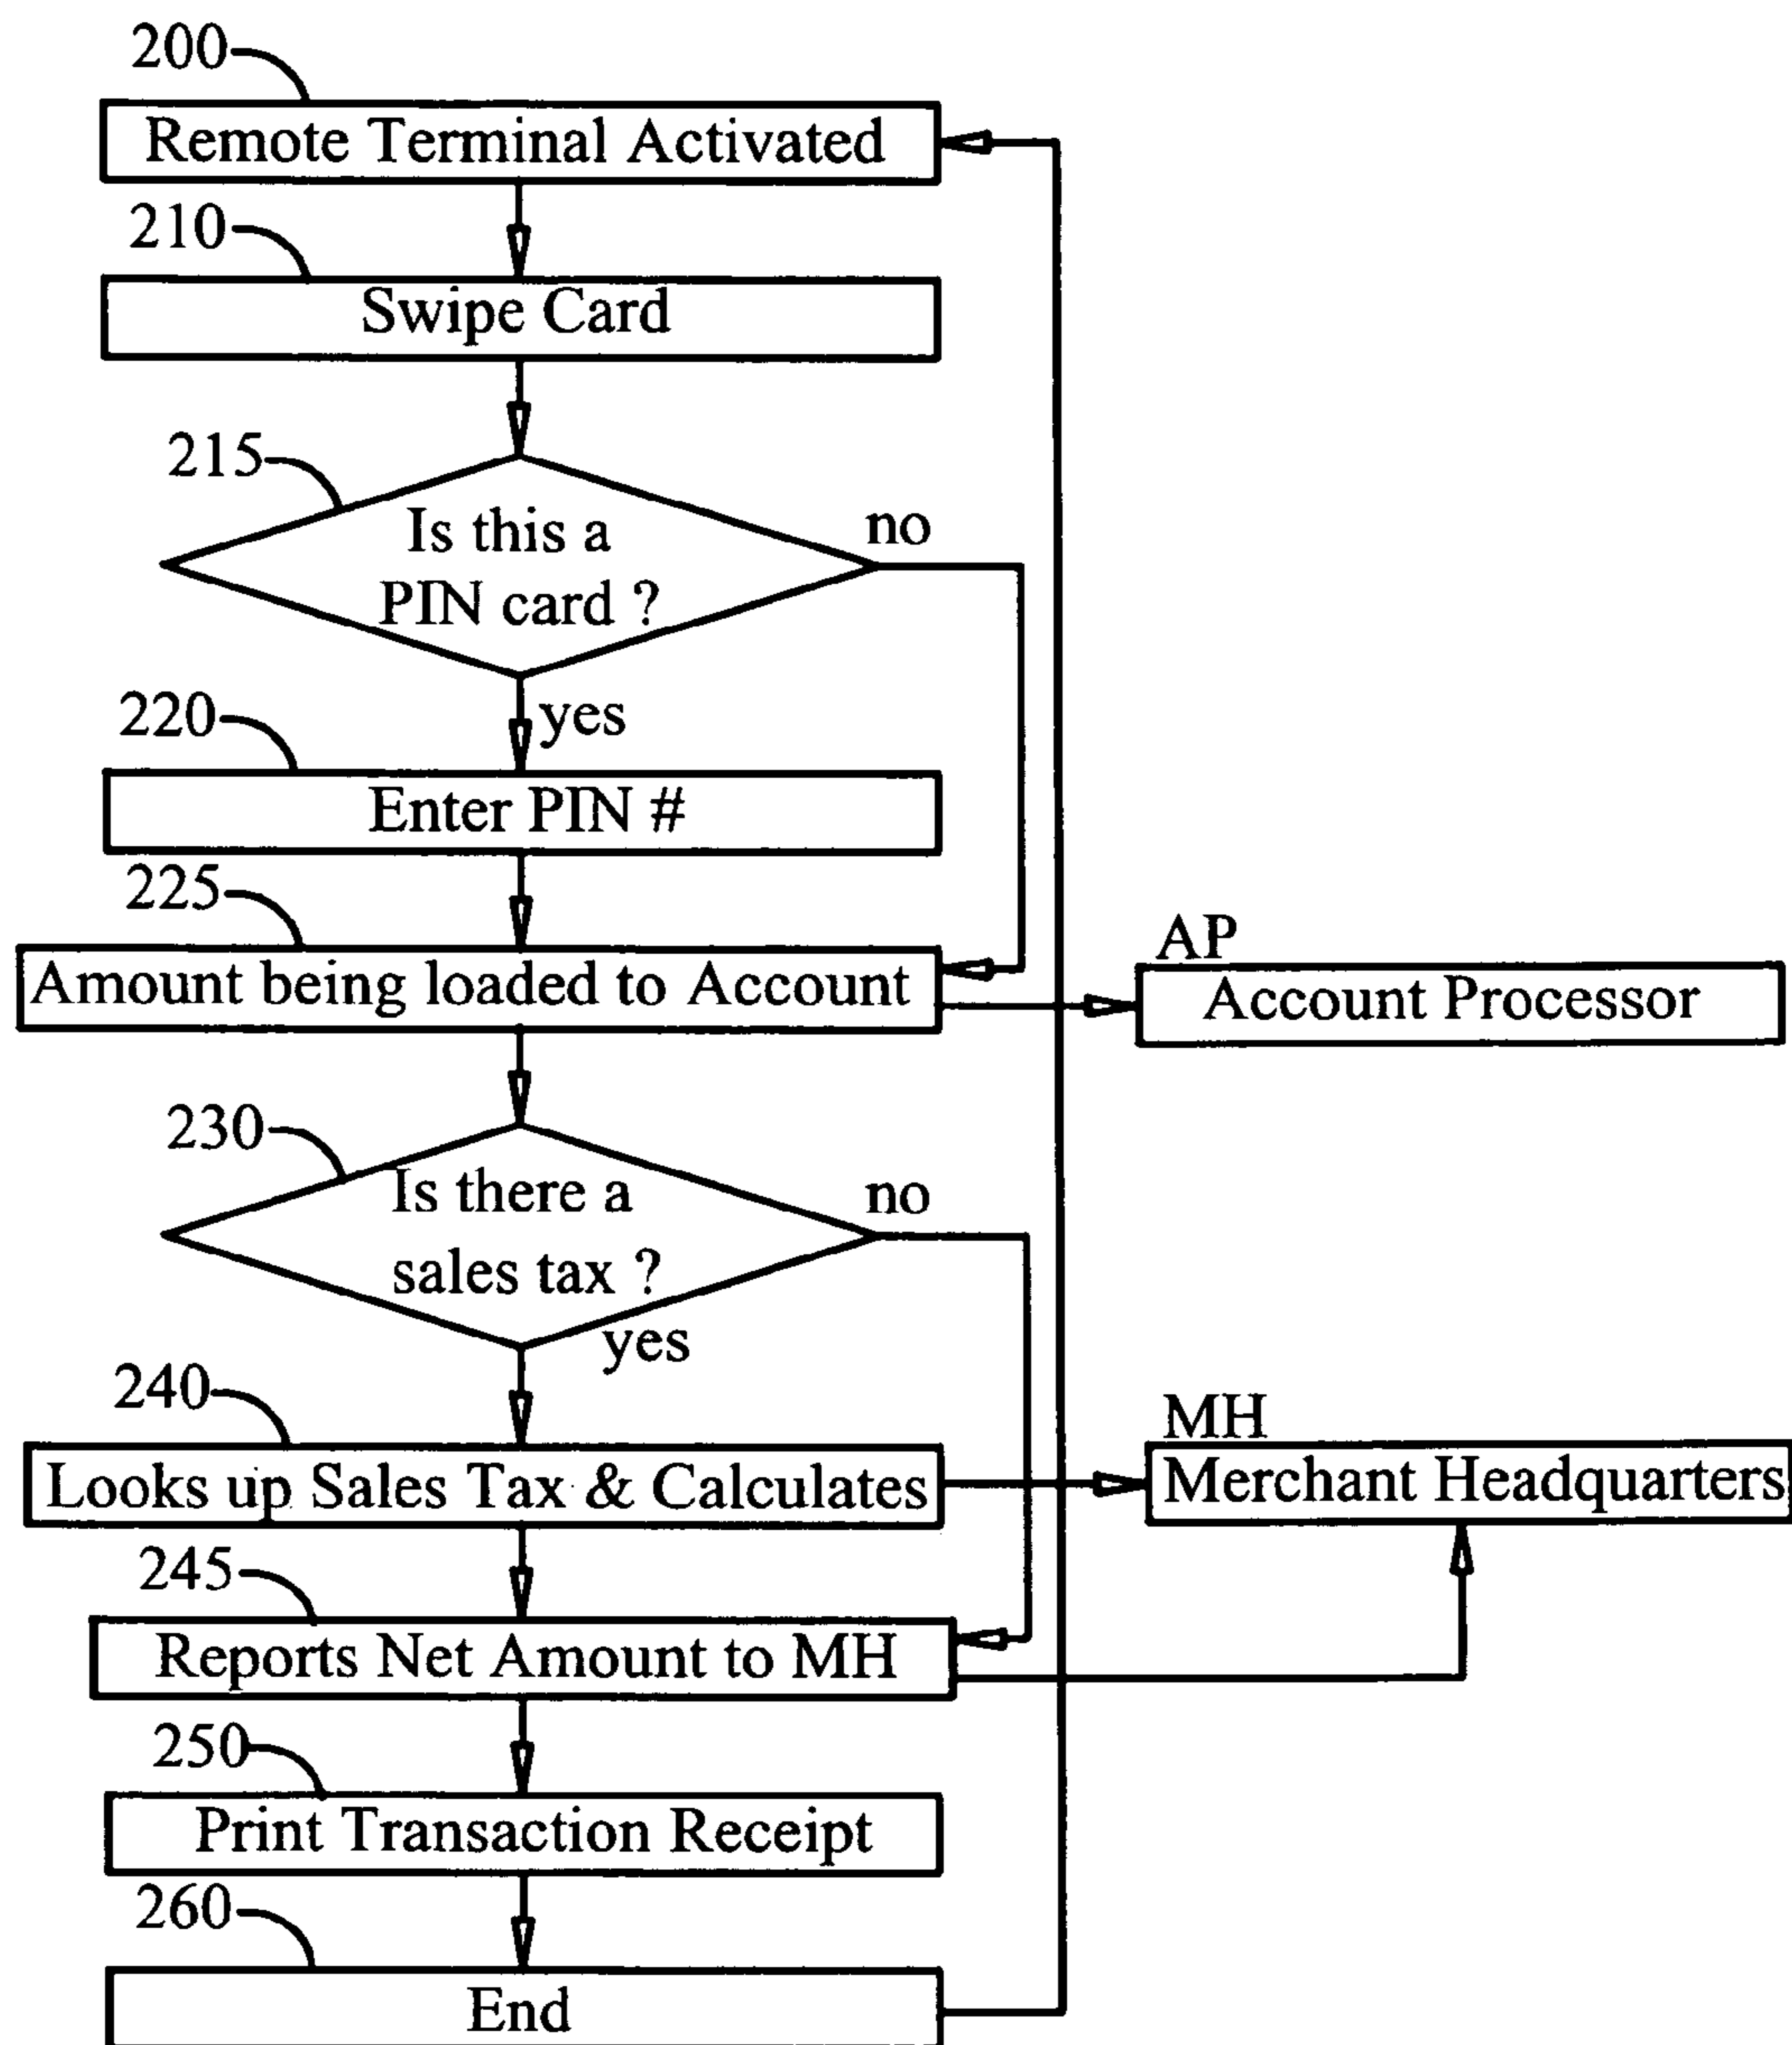 200
Remote Terminal Activated
210
Swipe Card
215
Is this a
PIN card ?
no
yes
220
Enter PIN #
225
Amount being loaded to Account
AP
Account Processor
230
Is there a
sales tax ?
no
yes
240
Looks up Sales Tax & Calculates
MH
Merchant Headquarters
245
Reports Net Amount to MH
250
Print Transaction Receipt
260
End